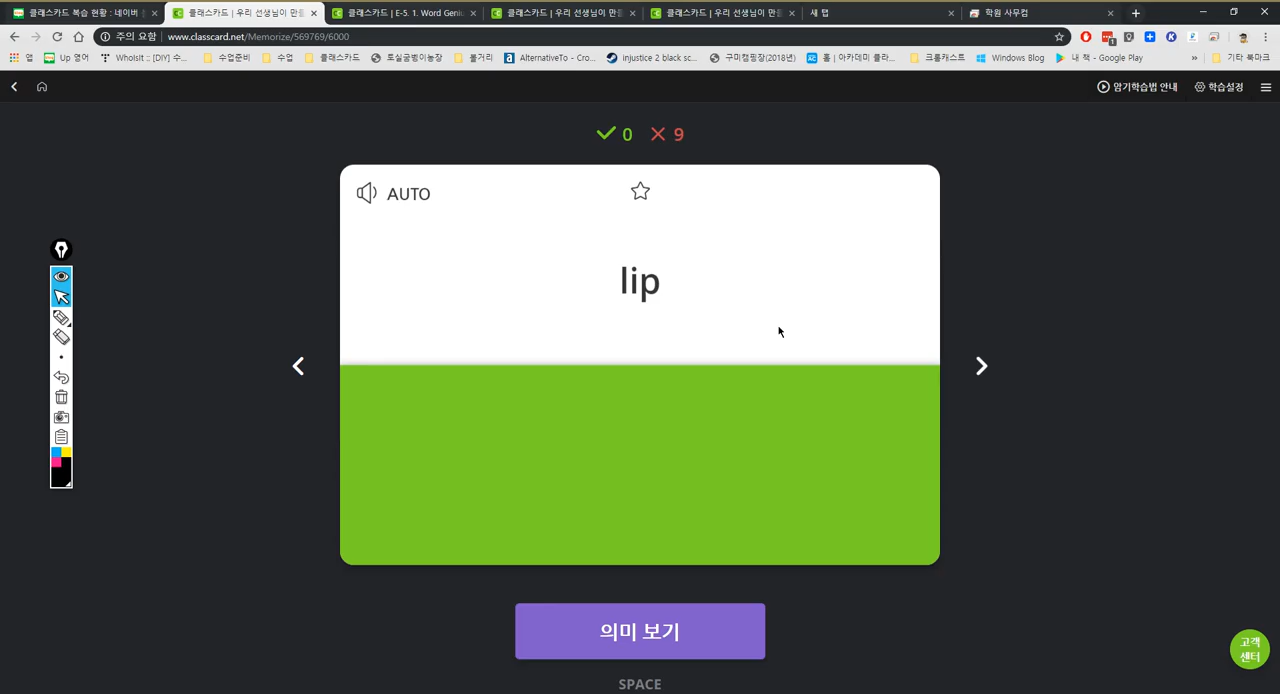 클래스카드 복습 현황 : 네이버
클래스카드 | 우리 선생님이 만든
클래스카드 | E-5. 1. Word Geniu
클래스카드 | 우리 선생님이 만든
클래스카드 | 우리 선생님이 만든
새 탭
학원 사무컴
주의 요함 www.classcard.net/Memorize/569769/6000
앱 Up 영어 WhoIsIt :: [DIY] 수... 수업준비 수업 클래스카드 토실굼벵이농장 볼거리 AlternativeTo - Cro... injustice 2 black sc... 구미캠핑장(2018년) 홈 | 아카데미 클라... 크롬캐스트 Windows Blog 내 책 - Google Play » 기타 북마크
암기학습법 안내 학습설정
0 9
AUTO
lip
의미 보기
SPACE
고객
센터